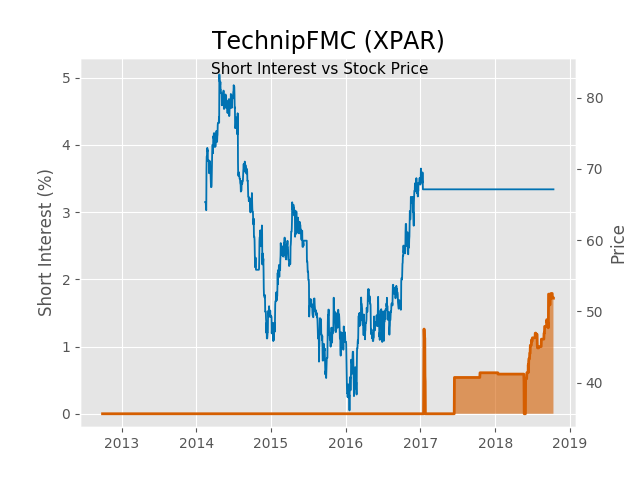 TechnipFMC (XPAR)
Short Interest vs Stock Price
Short Interest (%)
5
4
3
2
1
0
80
70
60
50
40
Price
2013 2014 2015 2016 2017 2018 2019